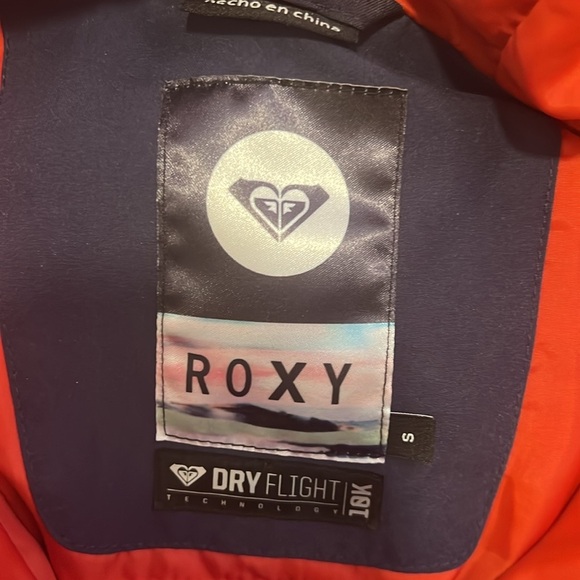 Hecho en China
ROXY
S
DRY FLIGHT
TECHNOLOGY
10K